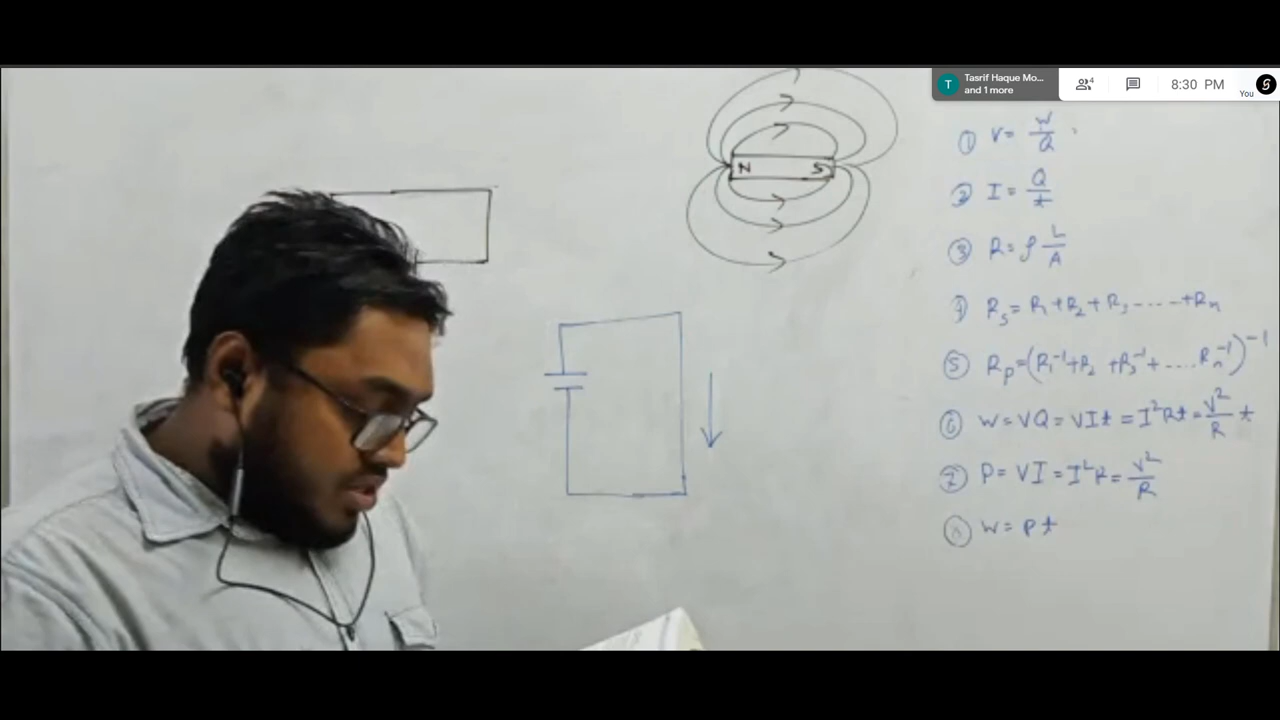 Tasrif Haque Mo...
and 1 more
T
4
8:30 PM
You
N S
① V = W/Q
② I = Q/t
③ R = ρ L/A
4) Rs = R1 + R2 + R3 ..... + Rn
⑤ Rp = (R1⁻¹ + R2 + R3⁻¹ + .... Rn⁻¹)⁻¹
⑥ W = VQ = VIt = I²Rt = V²/R t
⑦ P = VI = I²R = V²/R
⑧ W = Pt